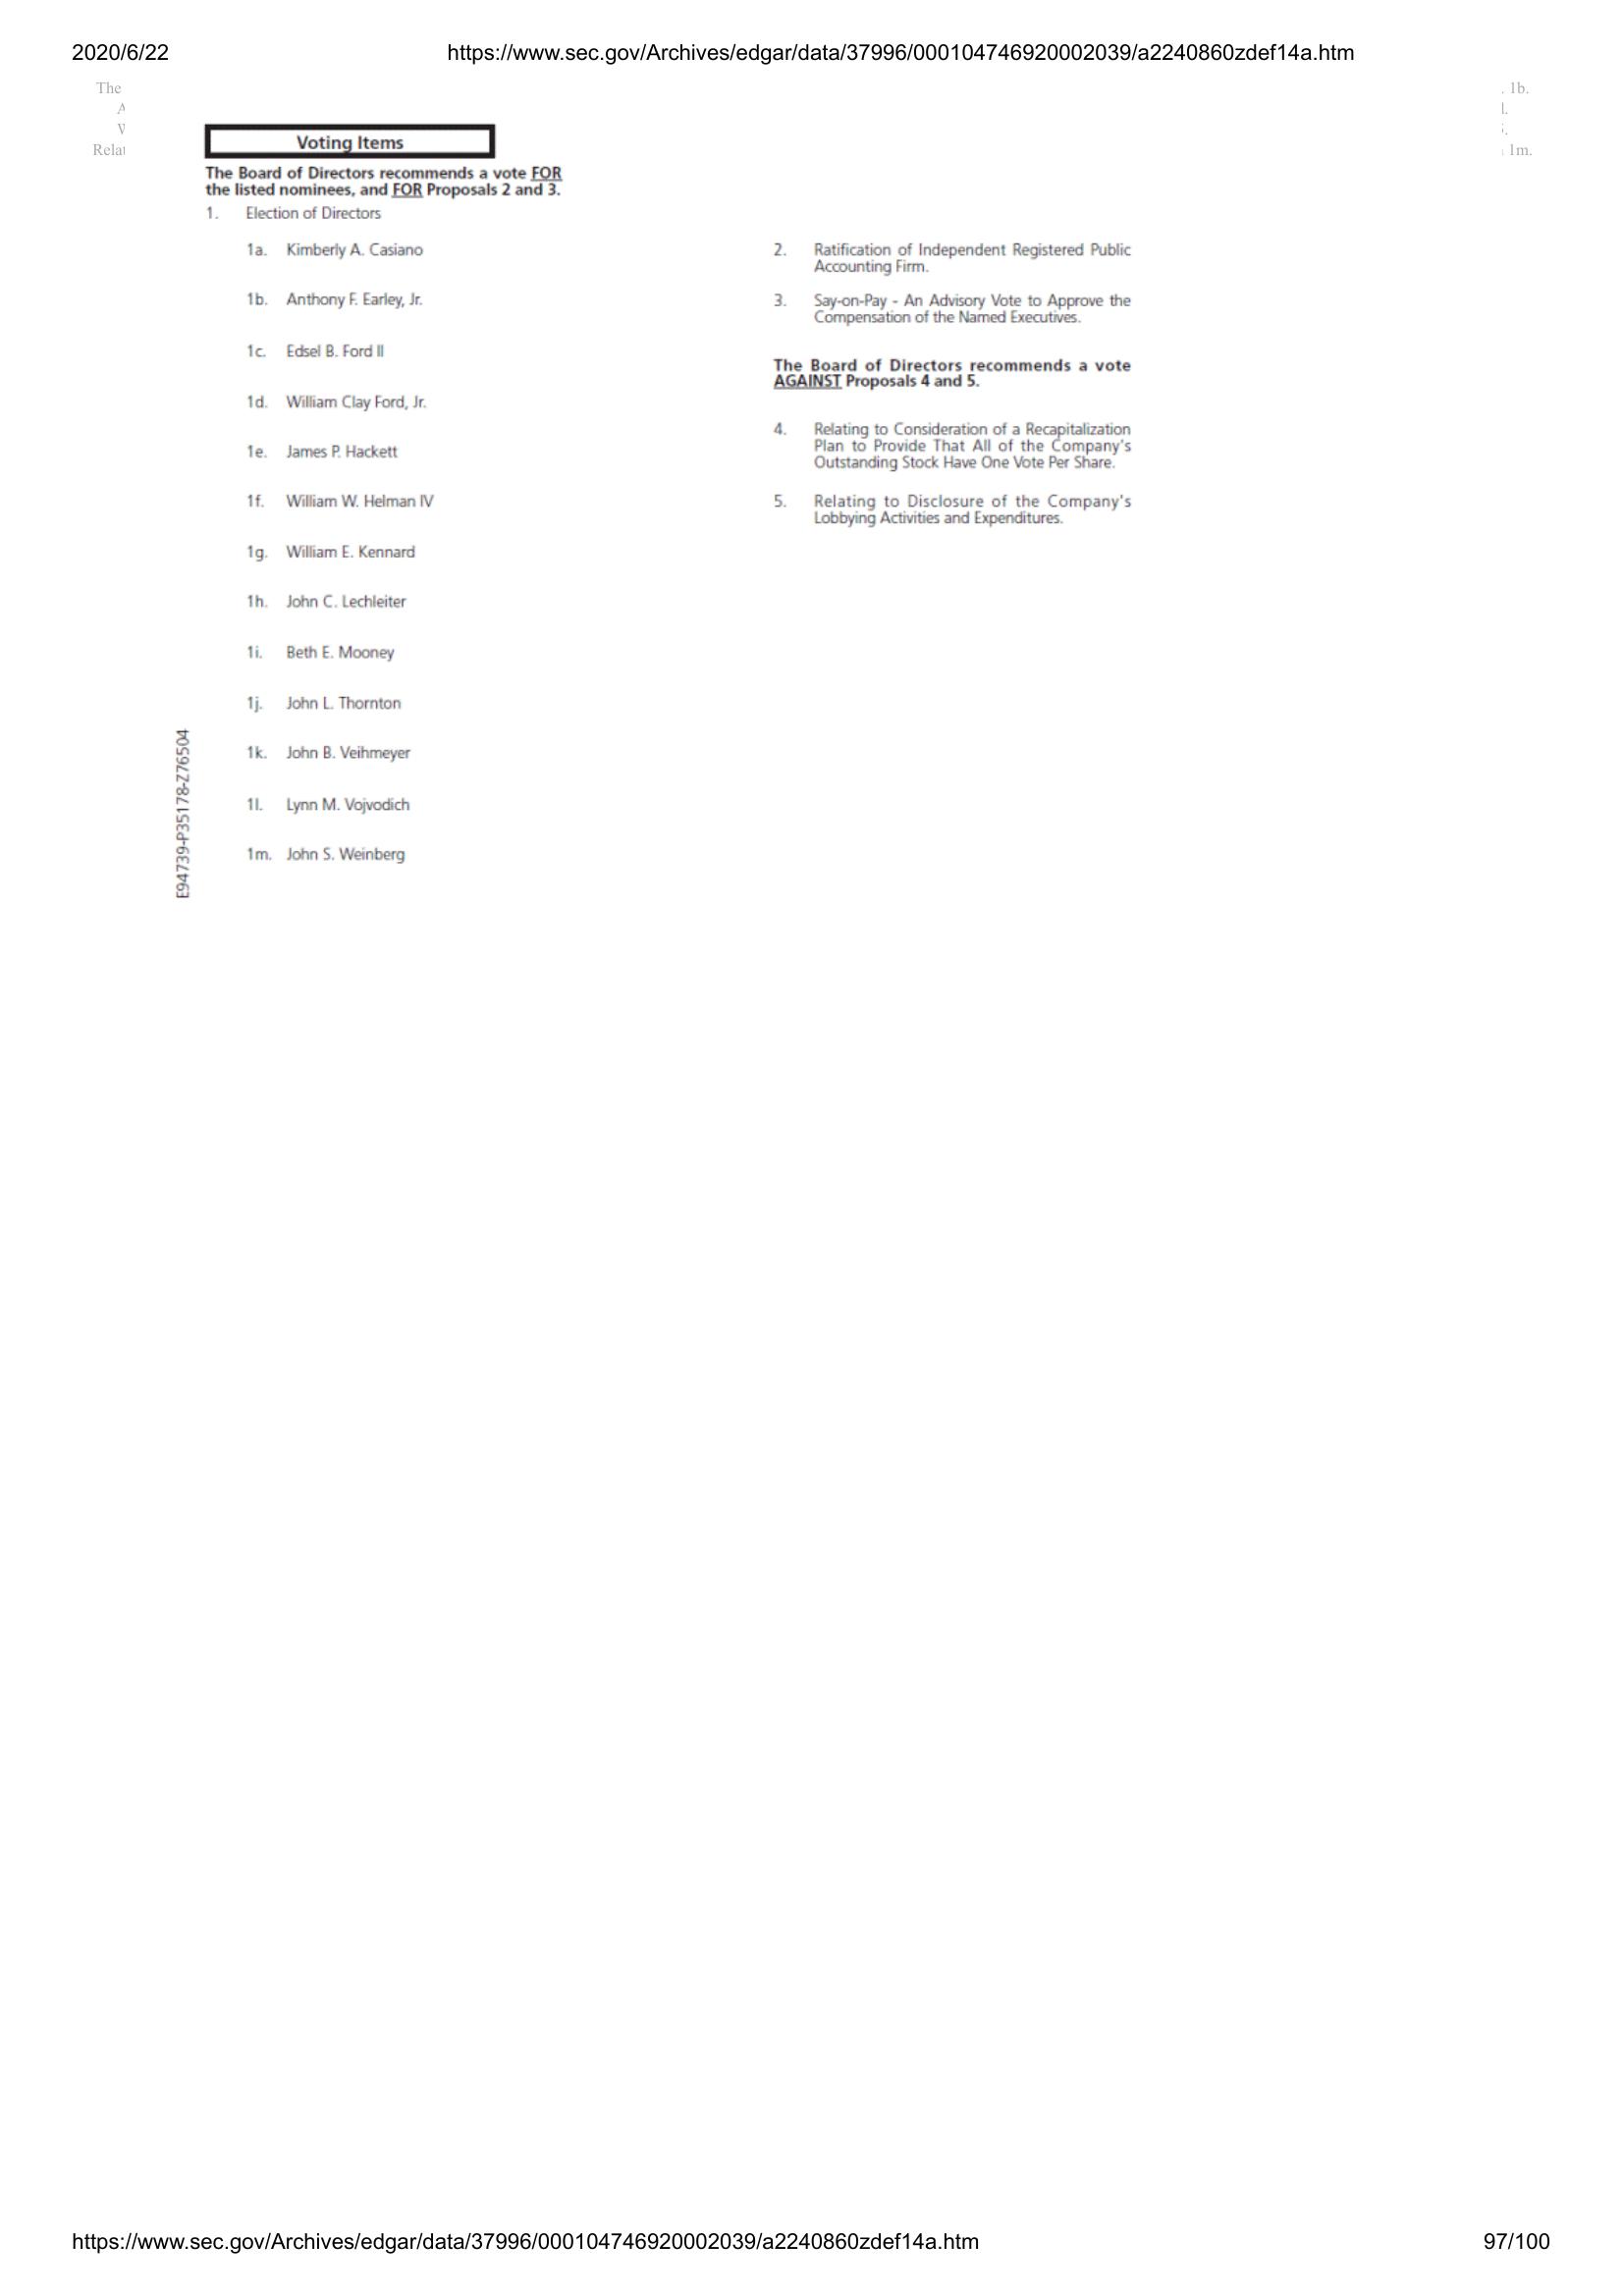 2020/6/22 https://www.sec.gov/Archives/edgar/data/37996/000104746920002039/a2240860zdef14a.htm
The
. 1b.
Voting Items
1m.
The Board of Directors recommends a vote FOR
the listed nominees, and FOR Proposals 2 and 3.
1. Election of Directors
1a. Kimberly A. Casiano
1b. Anthony F. Earley, Jr.
1c. Edsel B. Ford II
1d. William Clay Ford, Jr.
1e. James P. Hackett
1f. William W. Helman IV
1g. William E. Kennard
1h. John C. Lechleiter
1i. Beth E. Mooney
1j. John L. Thornton
1k. John B. Veihmeyer
1l. Lynn M. Vojvodich
1m. John S. Weinberg
2. Ratification of Independent Registered Public
Accounting Firm.
3. Say-on-Pay - An Advisory Vote to Approve the
Compensation of the Named Executives.
The Board of Directors recommends a vote
AGAINST Proposals 4 and 5.
4. Relating to Consideration of a Recapitalization
Plan to Provide That All of the Company's
Outstanding Stock Have One Vote Per Share.
5. Relating to Disclosure of the Company's
Lobbying Activities and Expenditures.
E94739-P35178-Z76504
https://www.sec.gov/Archives/edgar/data/37996/000104746920002039/a2240860zdef14a.htm 97/100